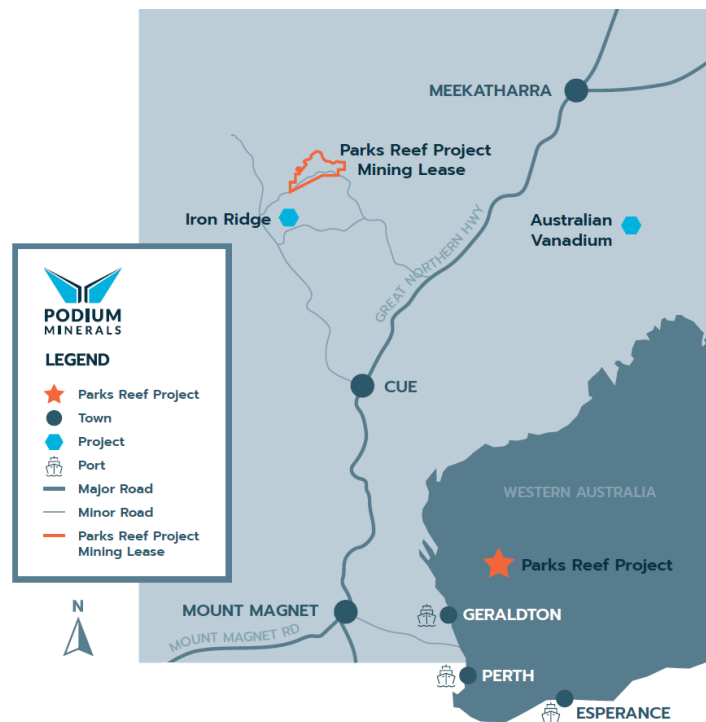 MEEKATHARRA
Parks Reef Project
Mining Lease
Iron Ridge
Australian
Vanadium
GREAT NORTHERN HWY
PODIUM
MINERALS
LEGEND
Parks Reef Project
Town
Project
Port
Major Road
Minor Road
Parks Reef Project
Mining Lease
CUE
WESTERN AUSTRALIA
Parks Reef Project
N
MOUNT MAGNET
MOUNT MAGNET RD
GERALDTON
PERTH
ESPERANCE